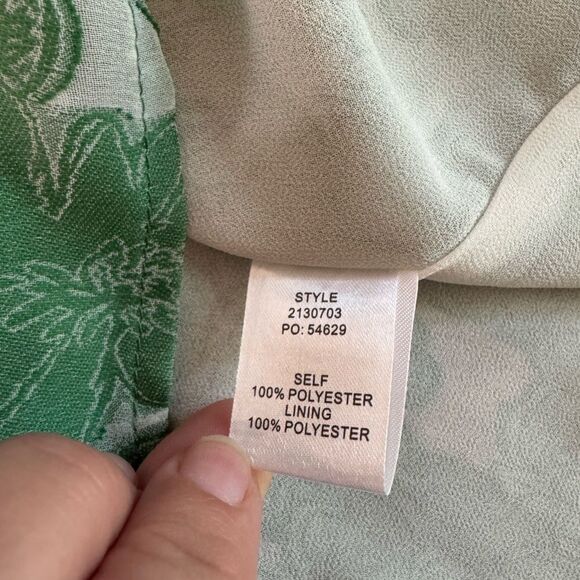 STYLE
2130703
PO: 54629
SELF
100% POLYESTER
LINING
100% POLYESTER